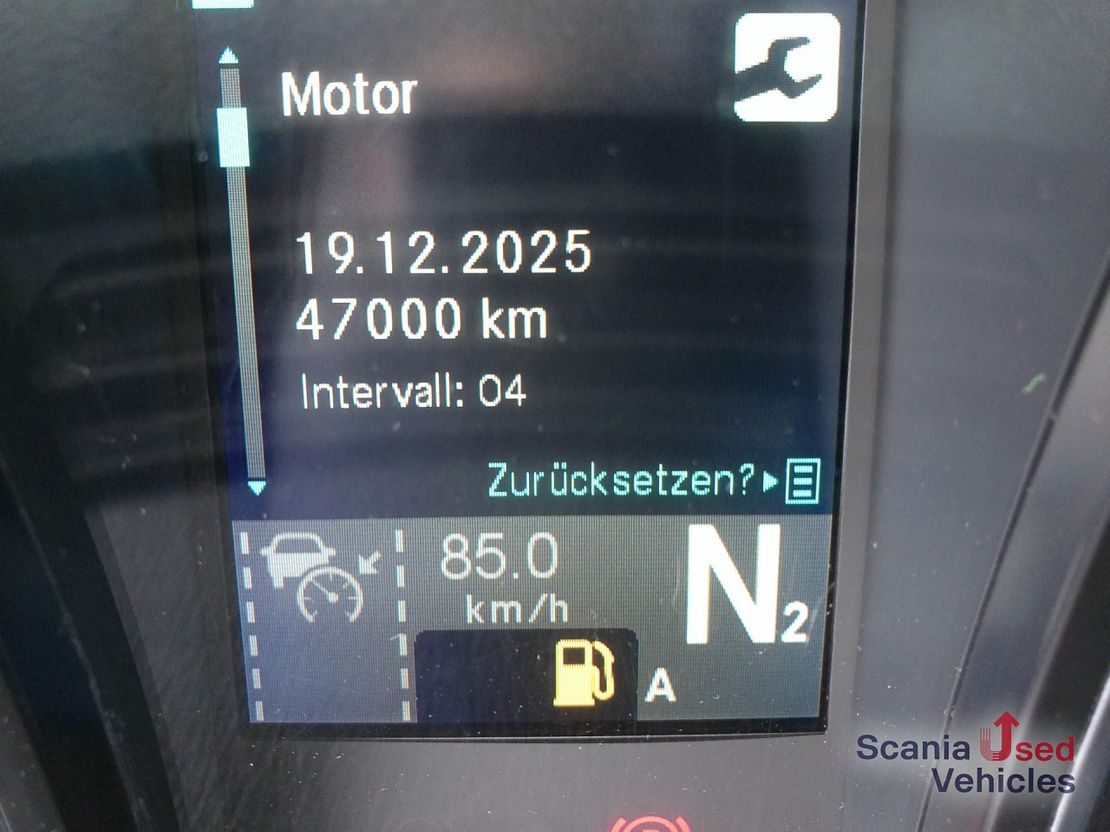 Motor
19.12.2025
47000 km
Intervall: 04
Zurücksetzen?
85.0
km/h
N2
A
Scania Used
Vehicles